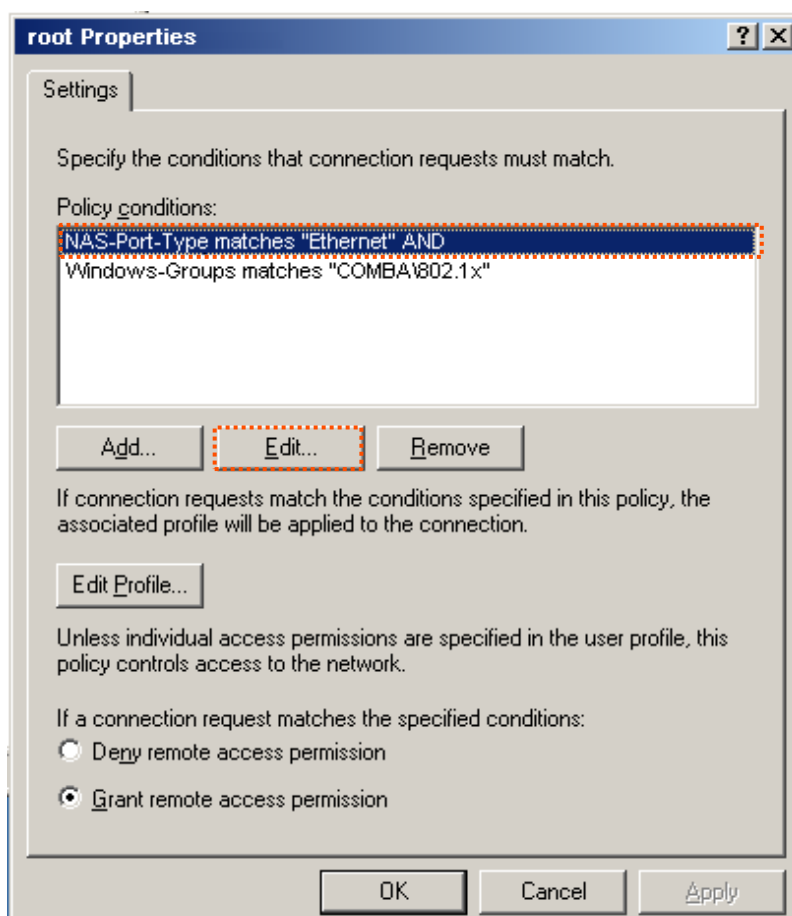 root Properties
Settings
Specify the conditions that connection requests must match.
Policy conditions:
NAS-Port-Type matches "Ethernet" AND
Windows-Groups matches "COMBA\802.1x"
Add... Edit... Remove
If connection requests match the conditions specified in this policy, the
associated profile will be applied to the connection.
Edit Profile...
Unless individual access permissions are specified in the user profile, this
policy controls access to the network.
If a connection request matches the specified conditions:
Deny remote access permission
Grant remote access permission
OK Cancel Apply